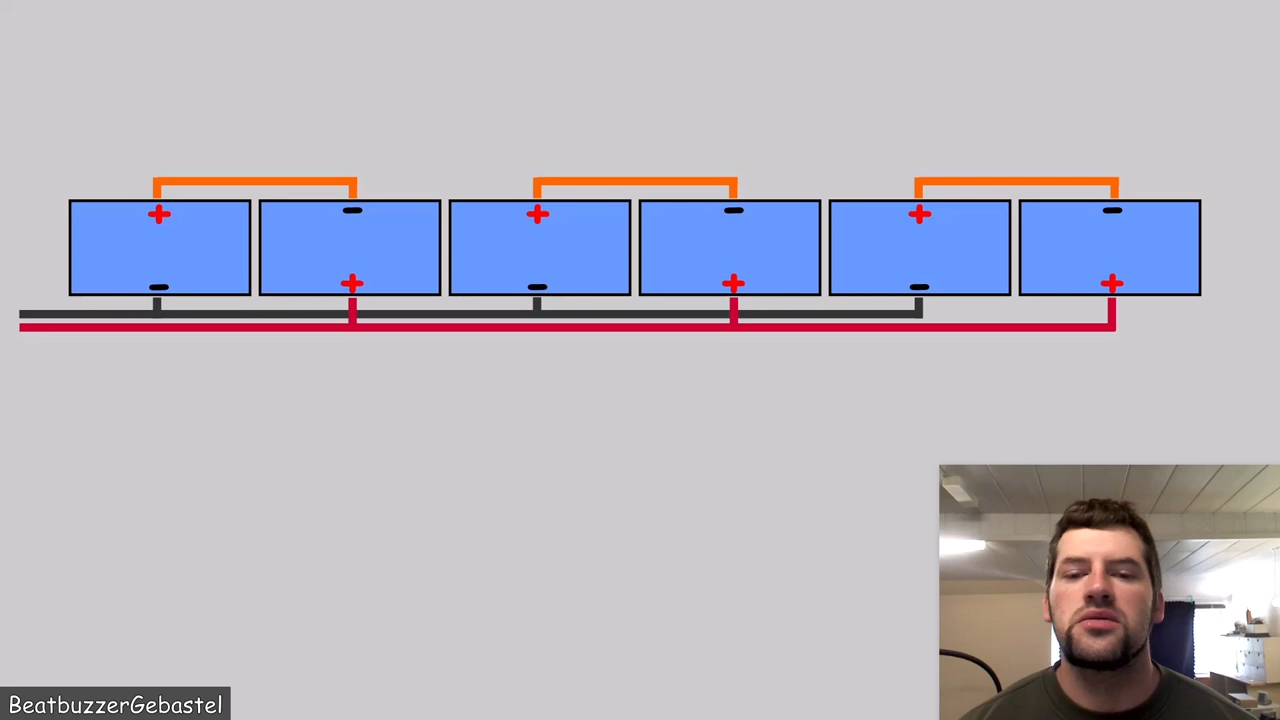 + - + - + -
- + - + - +
BeatbuzzerGebastel